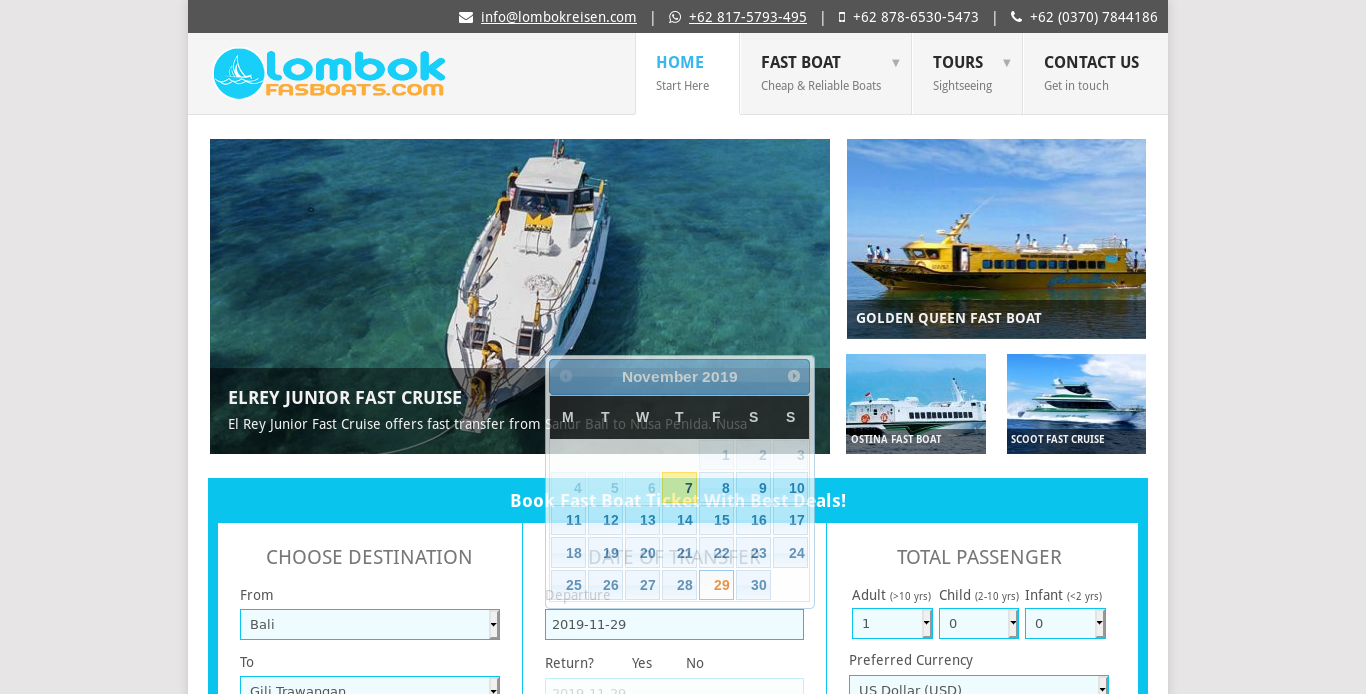 info@lombokreisen.com | +62 817-5793-495 | +62 878-6530-5473 | +62 (0370) 7844186
lombok
FASBOATS.COM
HOME
Start Here
FAST BOAT
Cheap & Reliable Boats
TOURS
Sightseeing
CONTACT US
Get in touch
ELREY JUNIOR FAST CRUISE
El Rey Junior Fast Cruise offers fast transfer from Sanur Bali to Nusa Penida. Nusa
GOLDEN QUEEN FAST BOAT
OSTINA FAST BOAT
SCOOT FAST CRUISE
November 2019
M T W T F S S
1 2 3
4 5 6 7 8 9 10
11 12 13 14 15 16 17
18 19 20 21 22 23 24
25 26 27 28 29 30
Book Fast Boat Ticket With Best Deals!
CHOOSE DESTINATION
From
Bali
To
Gili Trawangan
DATE OF TRANSFER
Departure
2019-11-29
Return? Yes No
2019-11-29
TOTAL PASSENGER
Adult (>10 yrs) Child (2-10 yrs) Infant (<2 yrs)
1 0 0
Preferred Currency
US Dollar (USD)